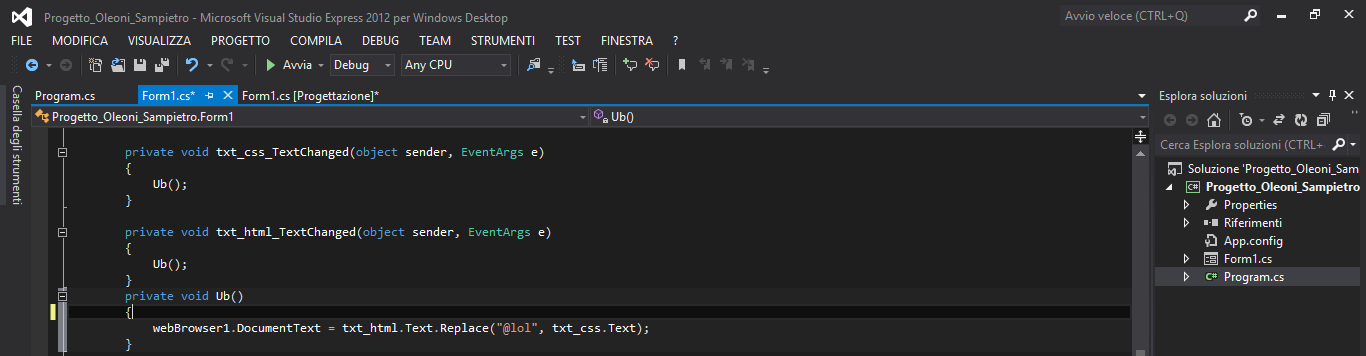 Progetto_Oleoni_Sampietro - Microsoft Visual Studio Express 2012 per Windows Desktop
Avvio veloce (CTRL+Q)
FILE MODIFICA VISUALIZZA PROGETTO COMPILA DEBUG TEAM STRUMENTI TEST FINESTRA ?
Avvia Debug Any CPU
Casella degli strumenti
Program.cs Form1.cs* Form1.cs [Progettazione]*
Progetto_Oleoni_Sampietro.Form1 Ub()
private void txt_css_TextChanged(object sender, EventArgs e)
{
Ub();
}
private void txt_html_TextChanged(object sender, EventArgs e)
{
Ub();
}
private void Ub()
{
webBrowser1.DocumentText = txt_html.Text.Replace("@lol", txt_css.Text);
}
Esplora soluzioni
Cerca Esplora soluzioni (CTRL+
Soluzione 'Progetto_Oleoni_Sam
C# Progetto_Oleoni_Sampietro
Properties
Riferimenti
App.config
Form1.cs
C# Program.cs